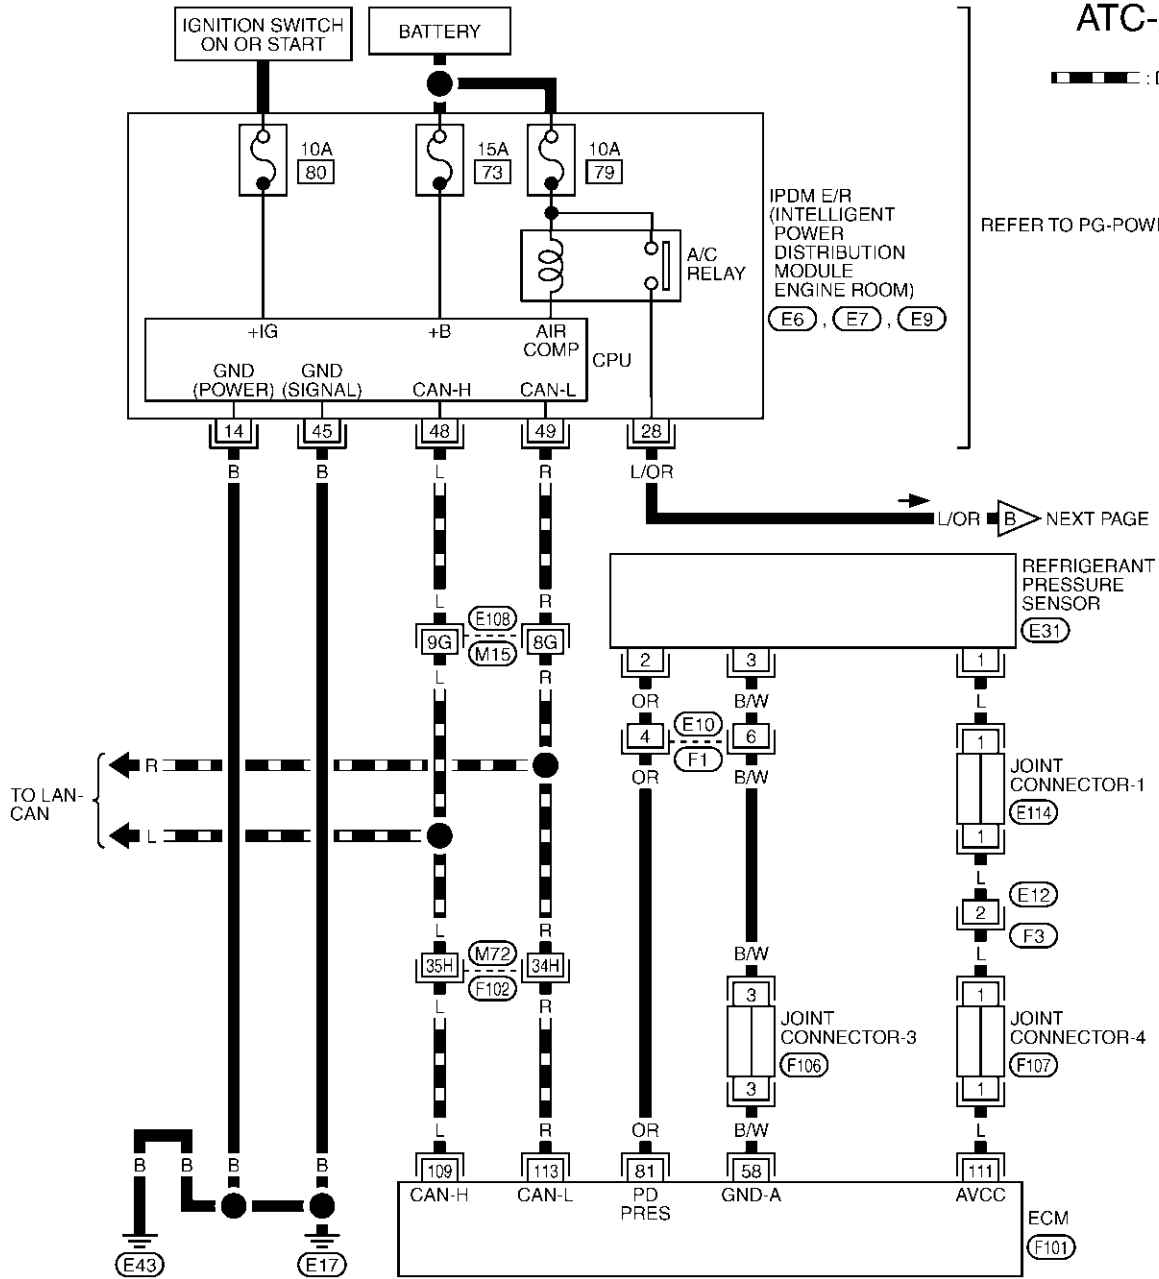 ATC-
IGNITION SWITCH
ON OR START
BATTERY
10A
80
15A
73
10A
79
IPDM E/R
(INTELLIGENT
POWER
DISTRIBUTION
MODULE
ENGINE ROOM)
E6 , E7 , E9
REFER TO PG-POW
A/C
RELAY
+IG
+B
AIR
COMP
CPU
GND
(POWER)
GND
(SIGNAL)
CAN-H
CAN-L
14
45
48
49
28
B
B
L
R
L/OR
L/OR
B
NEXT PAGE
REFRIGERANT
PRESSURE
SENSOR
E31
L
R
E108
9G
8G
M15
L
R
2
3
1
OR
B/W
L
E10
4
6
F1
OR
B/W
1
JOINT
CONNECTOR-1
E114
1
R
TO LAN-
CAN
L
L
E12
2
F3
L
R
B/W
L
M72
35H
34H
F102
L
R
3
JOINT
CONNECTOR-3
F106
3
1
JOINT
CONNECTOR-4
F107
1
L
R
OR
B/W
L
B
B
B
B
109
113
81
58
111
CAN-H
CAN-L
PD
PRES
GND-A
AVCC
ECM
F101
E43
E17